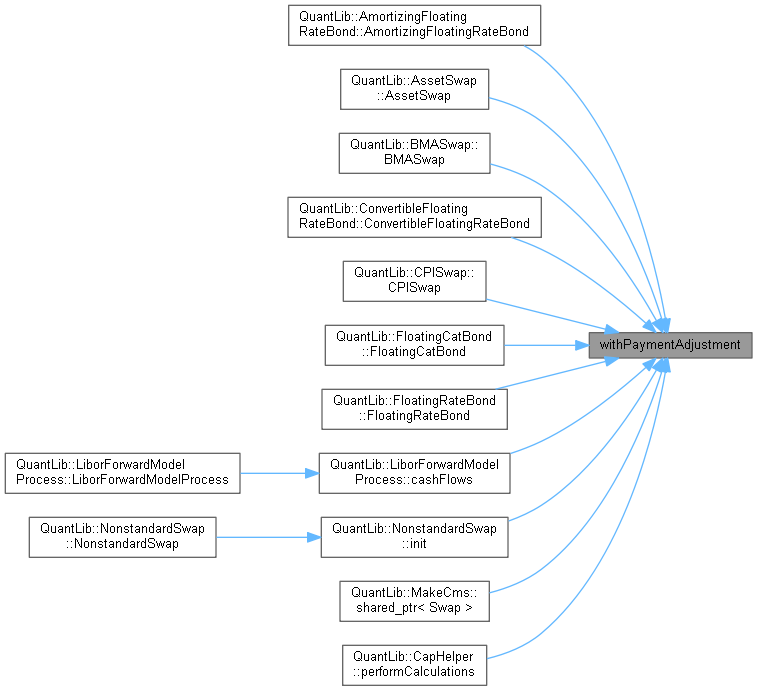 QuantLib::AmortizingFloating
RateBond::AmortizingFloatingRateBond
QuantLib::AssetSwap
::AssetSwap
QuantLib::BMASwap::
BMASwap
QuantLib::ConvertibleFloating
RateBond::ConvertibleFloatingRateBond
QuantLib::CPISwap::
CPISwap
withPaymentAdjustment
QuantLib::FloatingCatBond
::FloatingCatBond
QuantLib::FloatingRateBond
::FloatingRateBond
QuantLib::LiborForwardModel
Process::LiborForwardModelProcess
QuantLib::LiborForwardModel
Process::cashFlows
QuantLib::NonstandardSwap
::NonstandardSwap
QuantLib::NonstandardSwap
::init
QuantLib::MakeCms::
shared_ptr< Swap >
QuantLib::CapHelper
::performCalculations